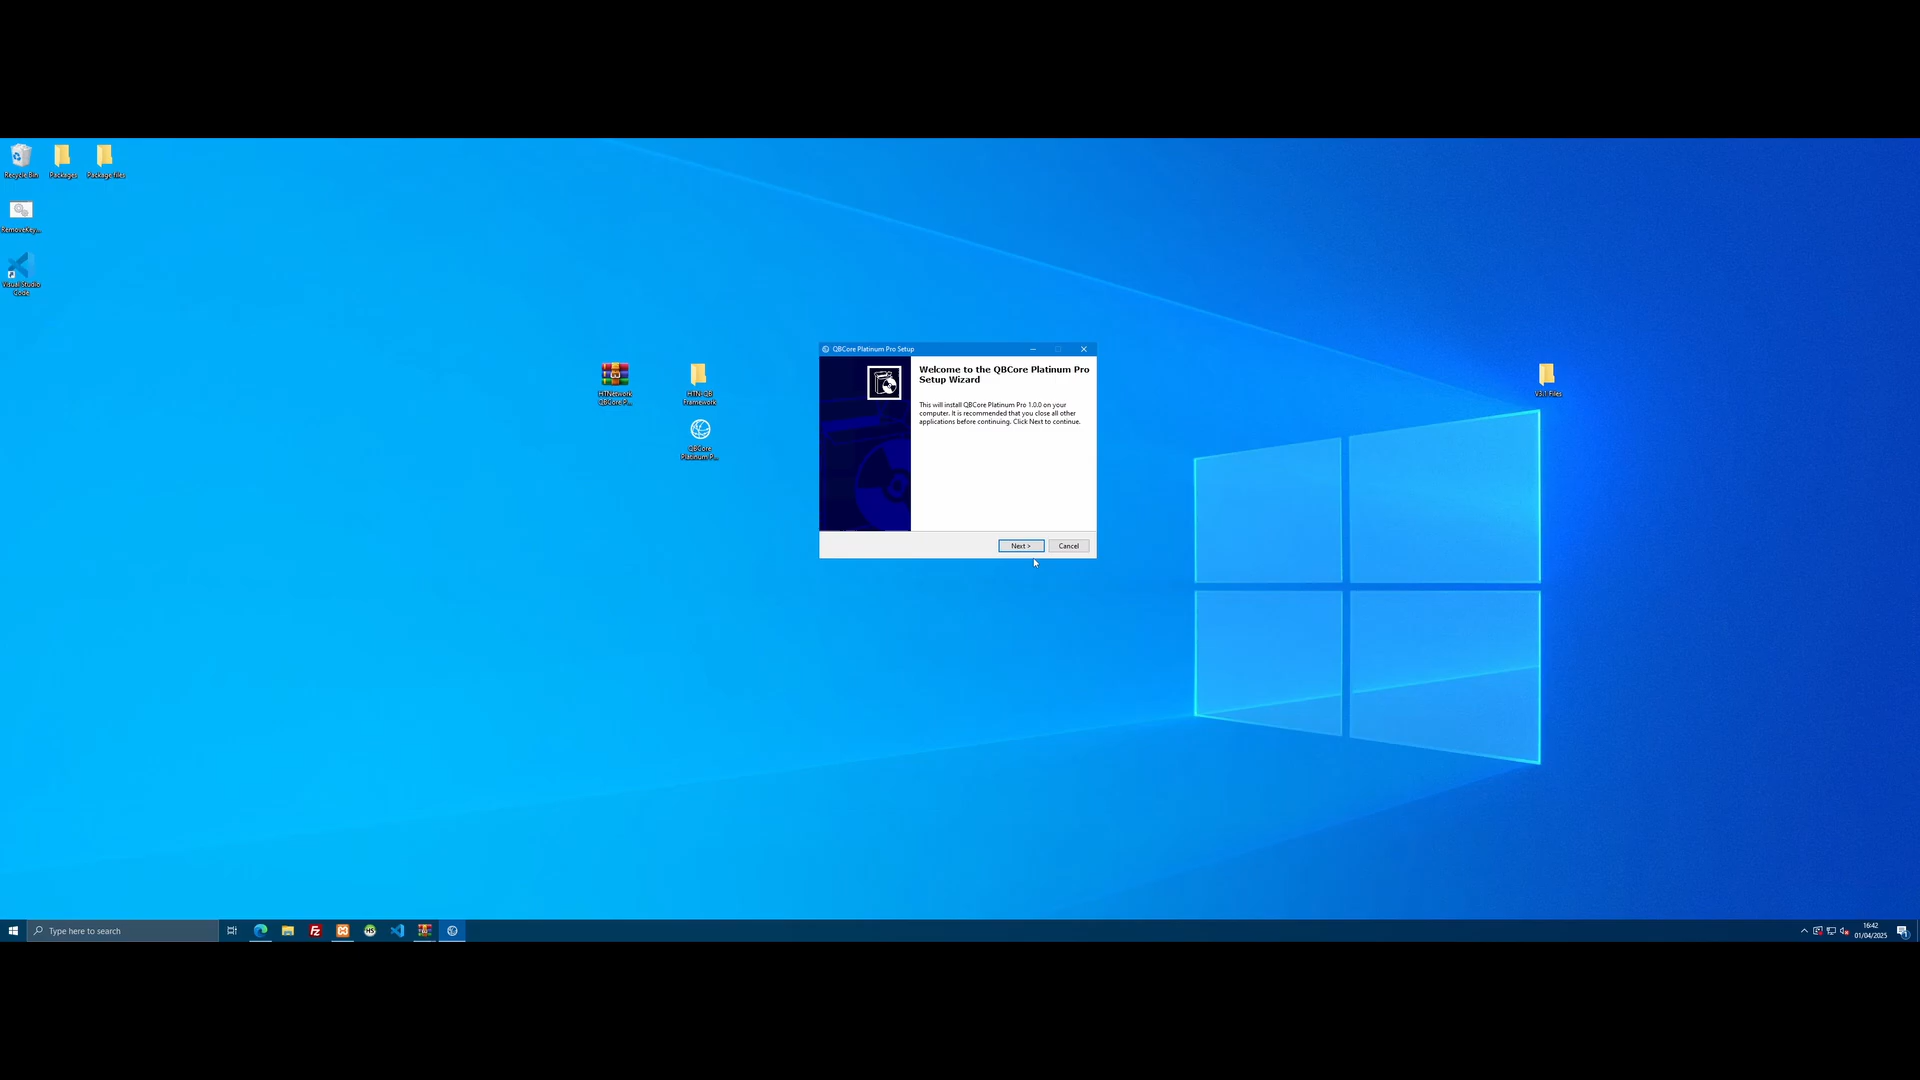 Recycle Bin
Packages
Package files
RemoveKey...
Visual Studio
Code
HTNetwork
QBCore P...
HTN-QB
Framework
QBCore
Platinum P...
QBCore Platinum Pro Setup
Welcome to the QBCore Platinum Pro
Setup Wizard
This will install QBCore Platinum Pro 1.0.0 on your
computer. It is recommended that you close all other
applications before continuing. Click Next to continue.
Next >
Cancel
V3.1 Files
Type here to search
16:42
01/04/2025